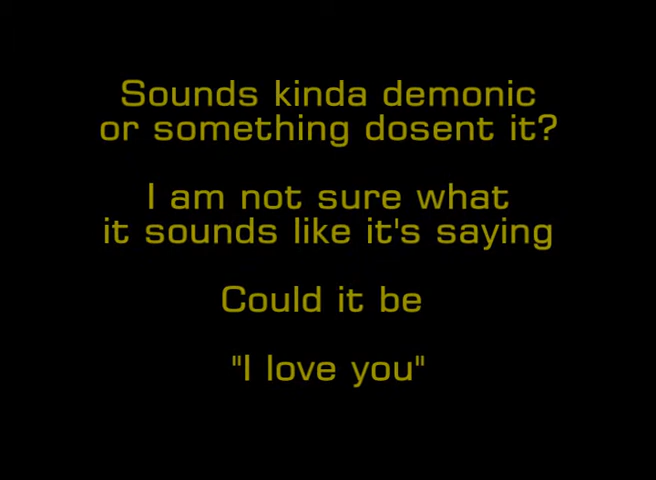 Sounds kinda demonic
or something dosent it?
I am not sure what
it sounds like it's saying
Could it be
"I love you"